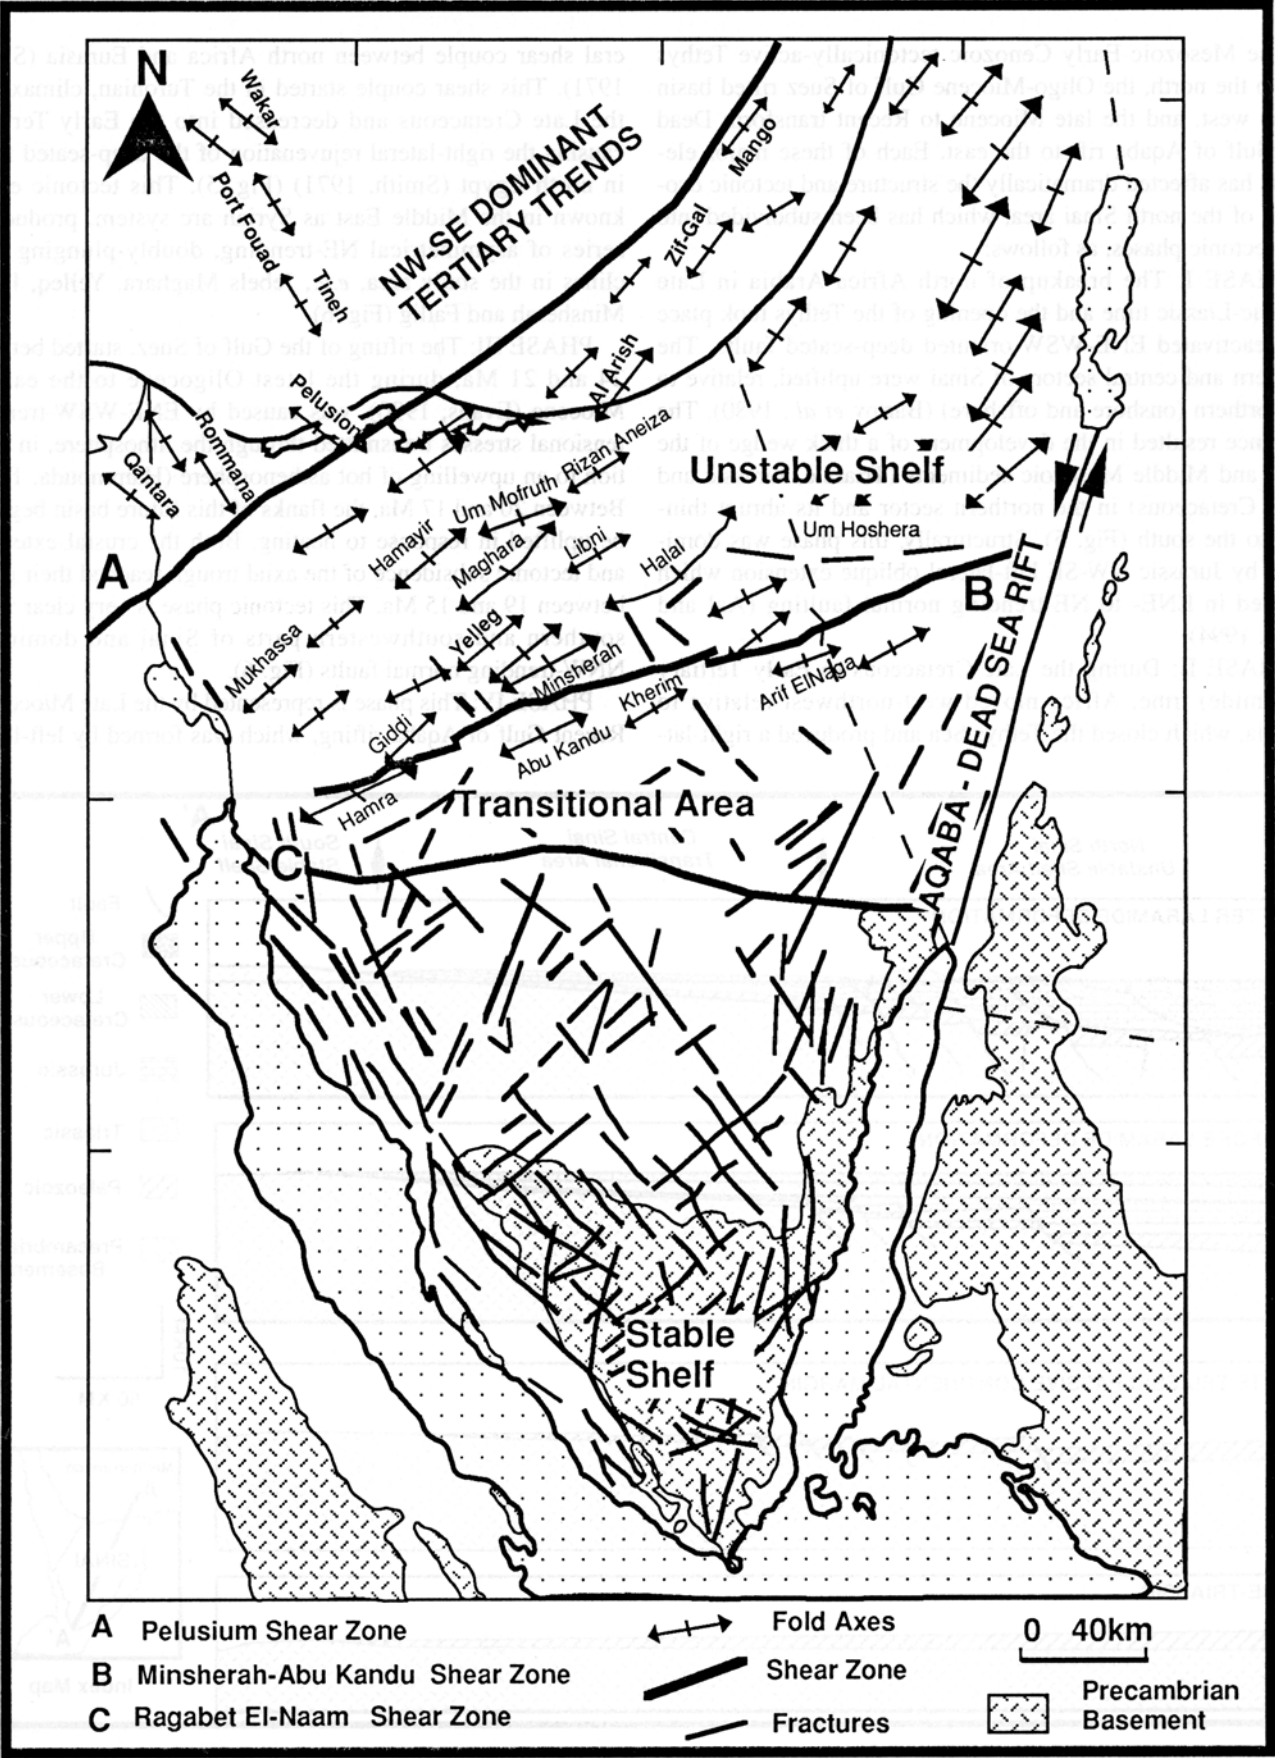 N
Wakar
Port Fouad
Tineh
NW-SE DOMINANT
TERTIARY TRENDS
Mango
Zif-Gal
Al Arish
Pelusion
Rommana
Qantara
Aneiza
Rizan
Um Mofruth
Hamayir
Maghara
Libni
Halal
Unstable Shelf
Um Hoshera
A
B
Mukhassa
Yelleg
Minsharah
Kherim
Arif ElNaga
Giddi
Abu Kandu
Hamra
AQABA- DEAD SEA RIFT
Transitional Area
C
Stable
Shelf
A Pelusium Shear Zone
B Minsherah-Abu Kandu Shear Zone
C Ragabet El-Naam Shear Zone
Fold Axes
Shear Zone
Fractures
0 40km
Precambrian
Basement